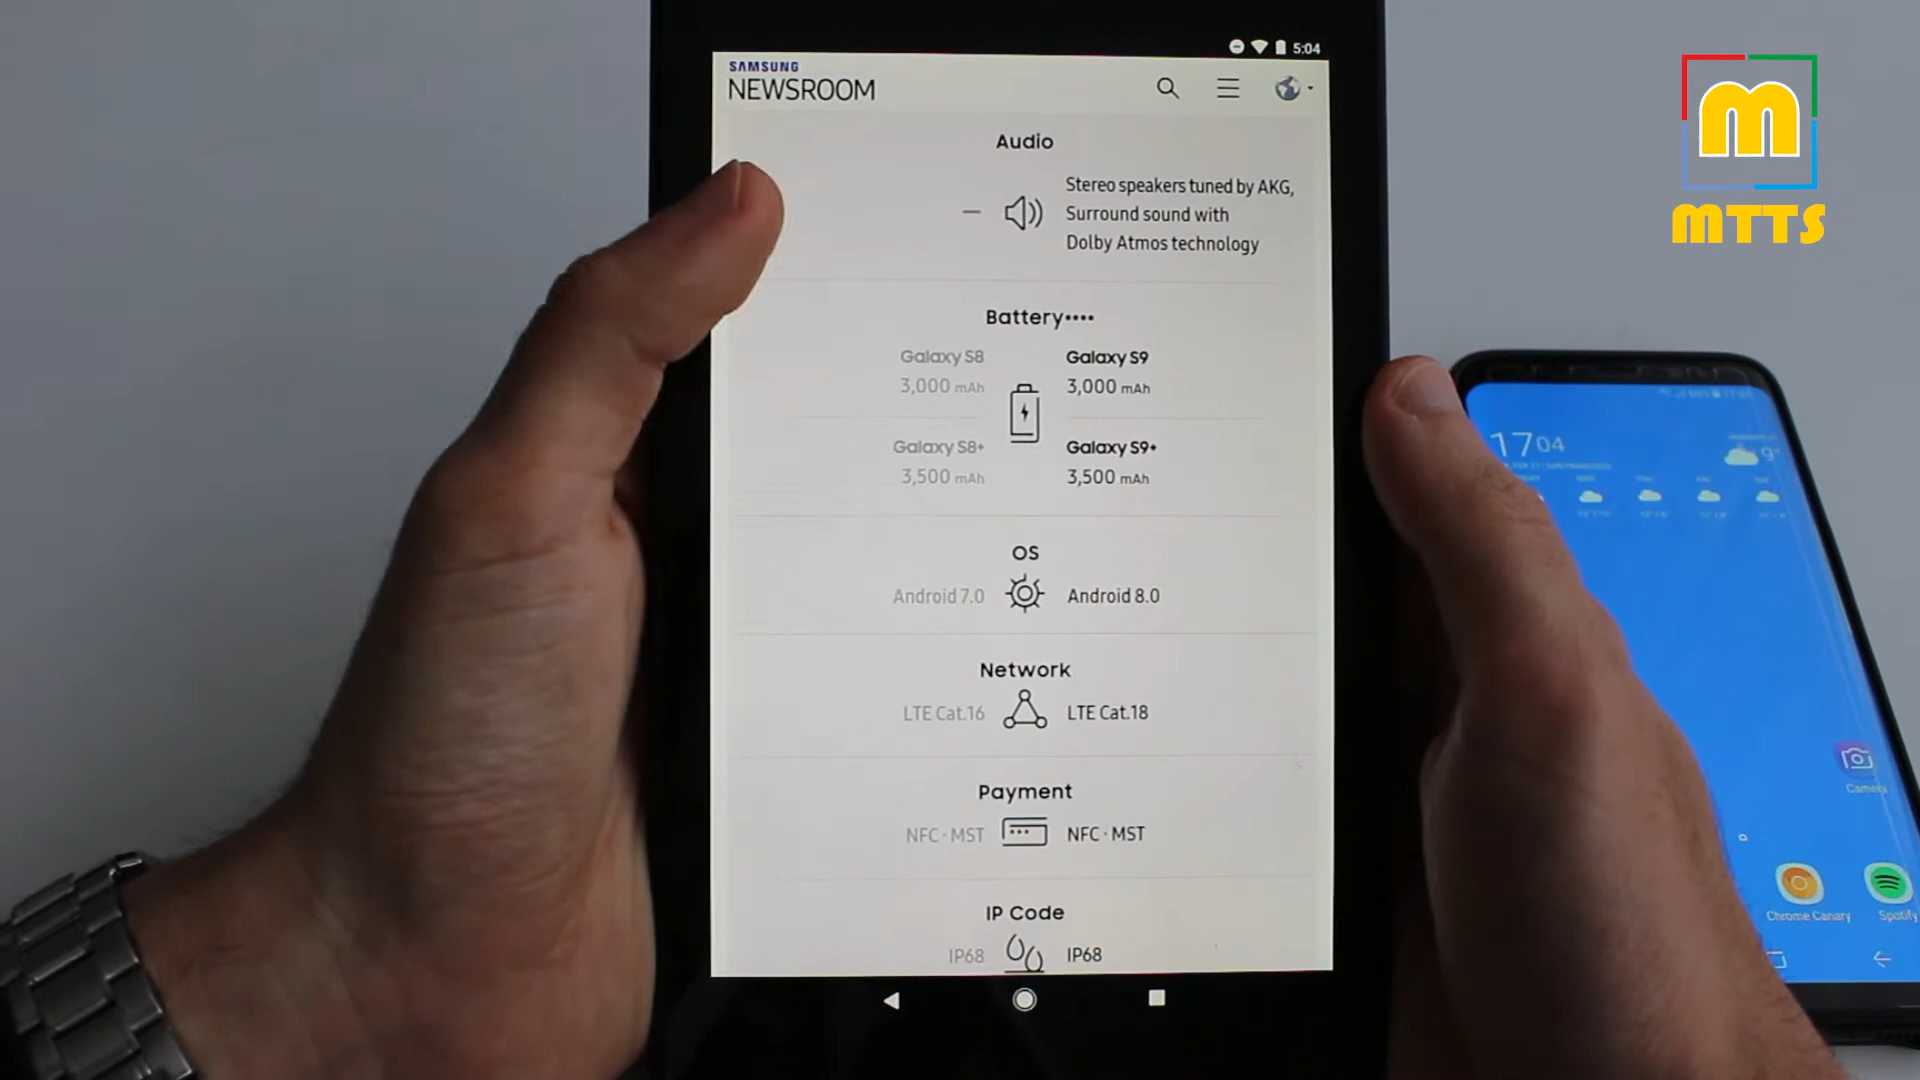 5:04
SAMSUNG
NEWSROOM
Audio
— Stereo speakers tuned by AKG,
Surround sound with
Dolby Atmos technology
Battery••••
Galaxy S8 Galaxy S9
3,000 mAh 3,000 mAh
Galaxy S8+ Galaxy S9+
3,500 mAh 3,500 mAh
OS
Android 7.0 Android 8.0
Network
LTE Cat.16 LTE Cat.18
Payment
NFC · MST NFC · MST
IP Code
IP68 IP68
M
MTTS
17 04
9°
Camera
Chrome Canary Spotify